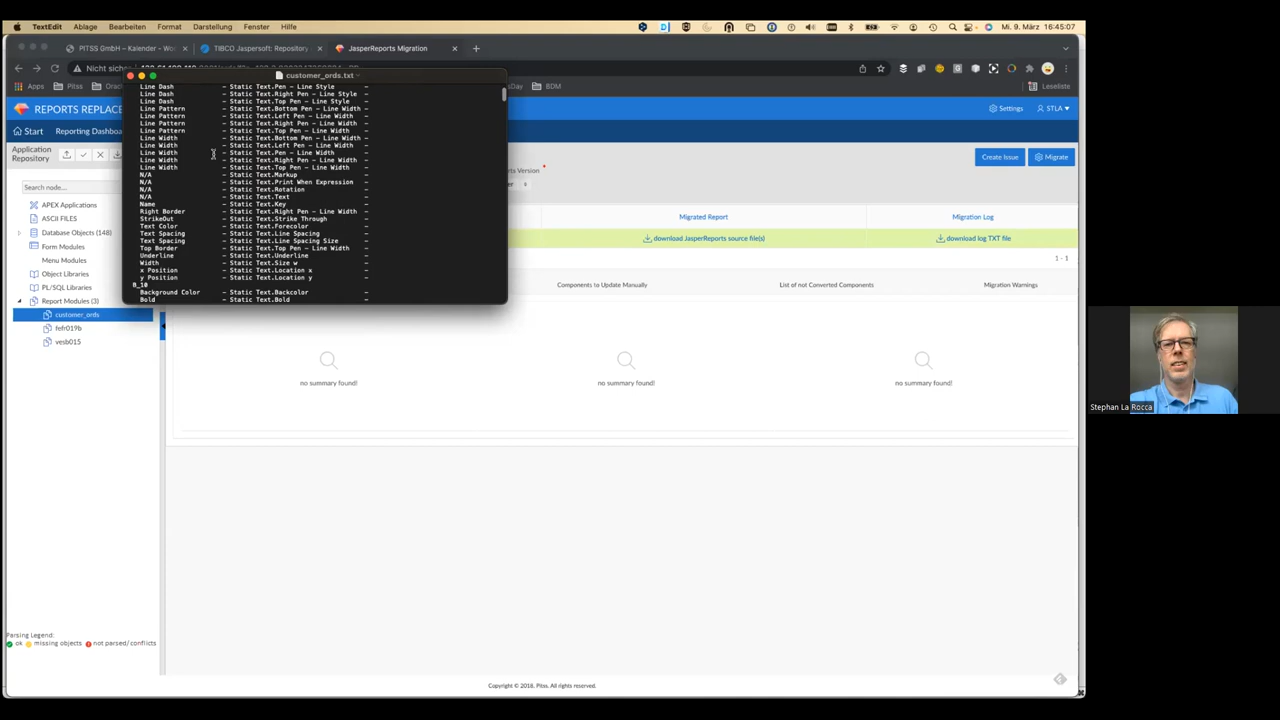 TextEdit Ablage Bearbeiten Format Darstellung Fenster Hilfe Mi. 9. März 16:45:07
PITSS GmbH – Kalender – Wo
TIBCO Jaspersoft: Repository
JasperReports Migration
Nicht sicher
customer_ords.txt
Apps Pitss Leseliste
BDM
Line Dash – Static Text.Pen – Line Style –
Line Dash – Static Text.Right Pen – Line Style –
Line Dash – Static Text.Top Pen – Line Style –
Line Pattern – Static Text.Bottom Pen – Line Width –
Line Pattern – Static Text.Left Pen – Line Width –
Line Pattern – Static Text.Right Pen – Line Width –
Line Pattern – Static Text.Top Pen – Line Width –
Line Width – Static Text.Bottom Pen – Line Width –
Line Width – Static Text.Left Pen – Line Width –
Line Width – Static Text.Pen – Line Width –
Line Width – Static Text.Right Pen – Line Width –
Line Width – Static Text.Top Pen – Line Width –
N/A – Static Text.Markup –
N/A – Static Text.Print When Expression –
N/A – Static Text.Rotation –
N/A – Static Text.Text –
Name – Static Text.Key –
Right Border – Static Text.Right Pen – Line Width –
StrikeOut – Static Text.Strike Through –
Text Color – Static Text.Forecolor –
Text Spacing – Static Text.Line Spacing –
Text Spacing – Static Text.Line Spacing Size –
Top Border – Static Text.Top Pen – Line Width –
Underline – Static Text.Underline –
Width – Static Text.Size w –
x Position – Static Text.Location x –
y Position – Static Text.Location y –
B_10
Background Color – Static Text.Backcolor –
Bold – Static Text.Bold –
REPORTS REPLACE
Settings STLA
Start Reporting Dashboa
Application
Repository
Create Issue Migrate
Search node...
APEX Applications
ASCII FILES
Database Objects (148)
Form Modules
Menu Modules
Object Libraries
PL/SQL Libraries
Report Modules (3)
customer_ords
fefr019b
vesb015
Migrated Report Migration Log
download JasperReports source file(s) download log TXT file
1 - 1
Components to Update Manually List of not Converted Components Migration Warnings
no summary found! no summary found! no summary found!
Stephan La Rocca
Parsing Legend:
ok missing objects not parsed/conflicts
Copyright © 2018, Pitss. All rights reserved.